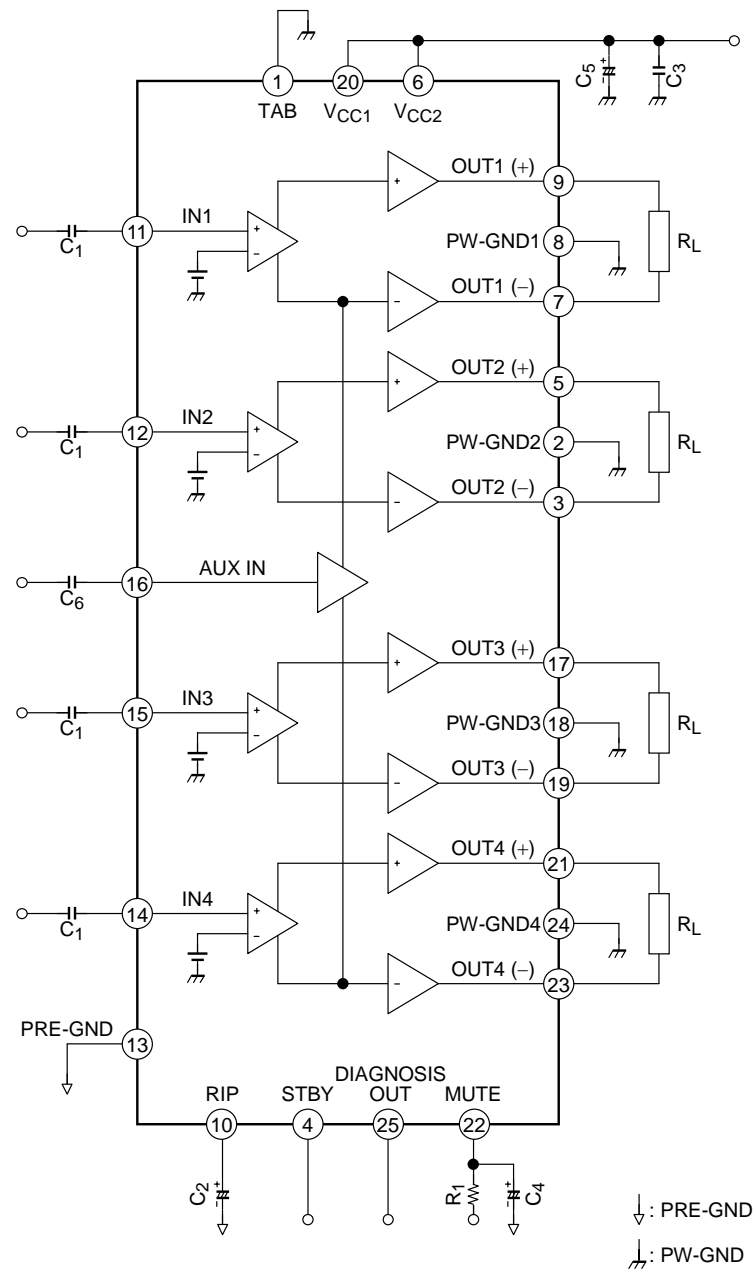 1
TAB
20
VCC1
6
VCC2
C5
+
−
C3
OUT1 (+)
9
+
IN1
11
C1
+
−
PW-GND1
8
RL
OUT1 (−)
7
−
OUT2 (+)
5
+
IN2
12
C1
+
−
PW-GND2
2
RL
OUT2 (−)
3
−
AUX IN
16
C6
OUT3 (+)
17
+
IN3
15
C1
+
−
PW-GND3
18
RL
OUT3 (−)
19
−
OUT4 (+)
21
+
IN4
14
C1
+
−
PW-GND4
24
RL
OUT4 (−)
23
−
PRE-GND
13
RIP
10
STBY
4
DIAGNOSIS
OUT
25
MUTE
22
C2
+
−
R1
C4
+
−
: PRE-GND
: PW-GND